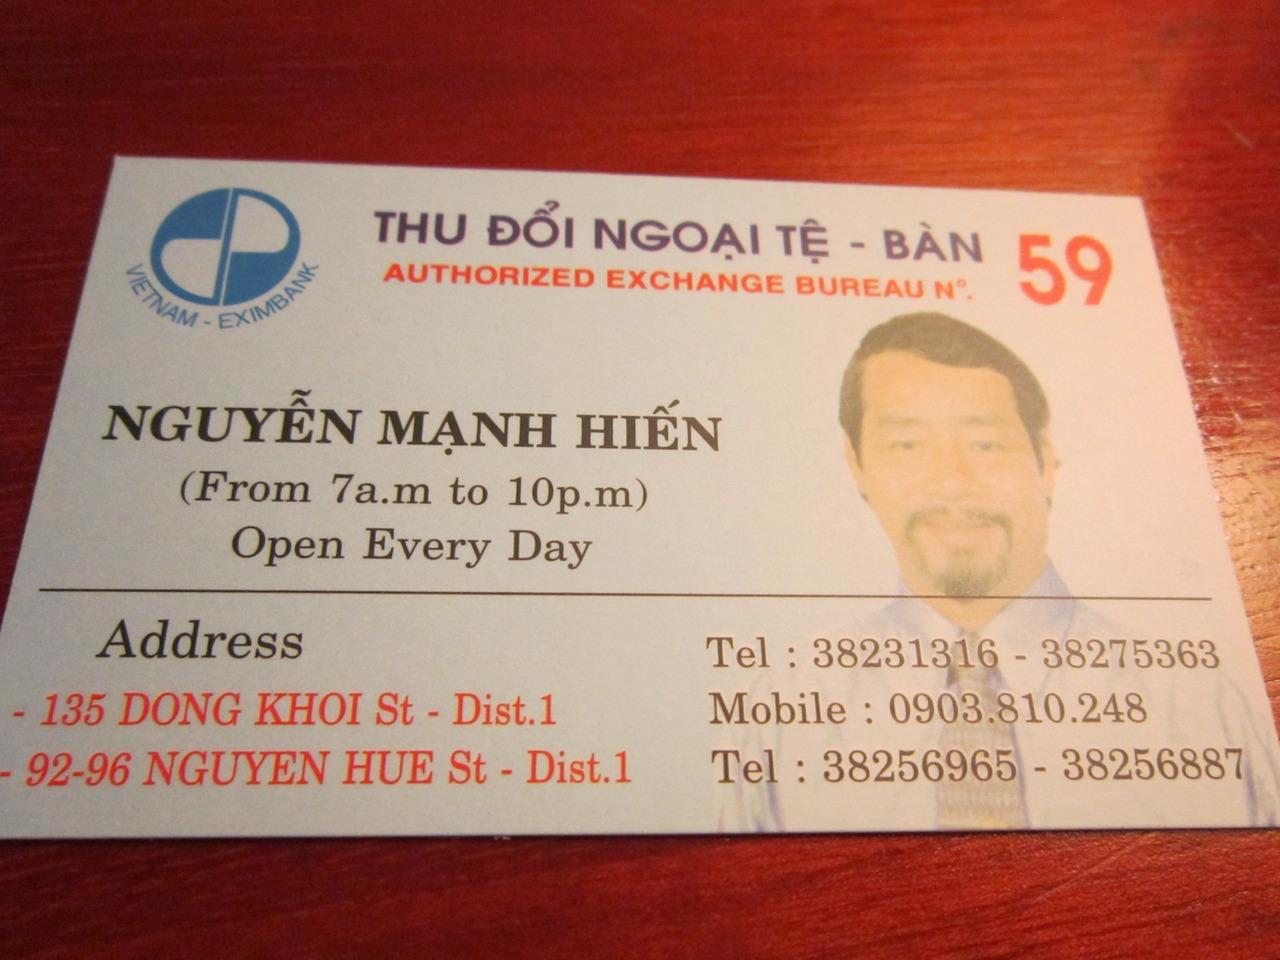 VIETNAM - EXIMBANK
THU ĐỔI NGOẠI TỆ - BÀN 59
AUTHORIZED EXCHANGE BUREAU Nº.
NGUYỄN MẠNH HIẾN
(From 7a.m to 10p.m)
Open Every Day
Address
- 135 DONG KHOI St - Dist.1
- 92-96 NGUYEN HUE St - Dist.1
Tel : 38231316 - 38275363
Mobile : 0903.810.248
Tel : 38256965 - 38256887